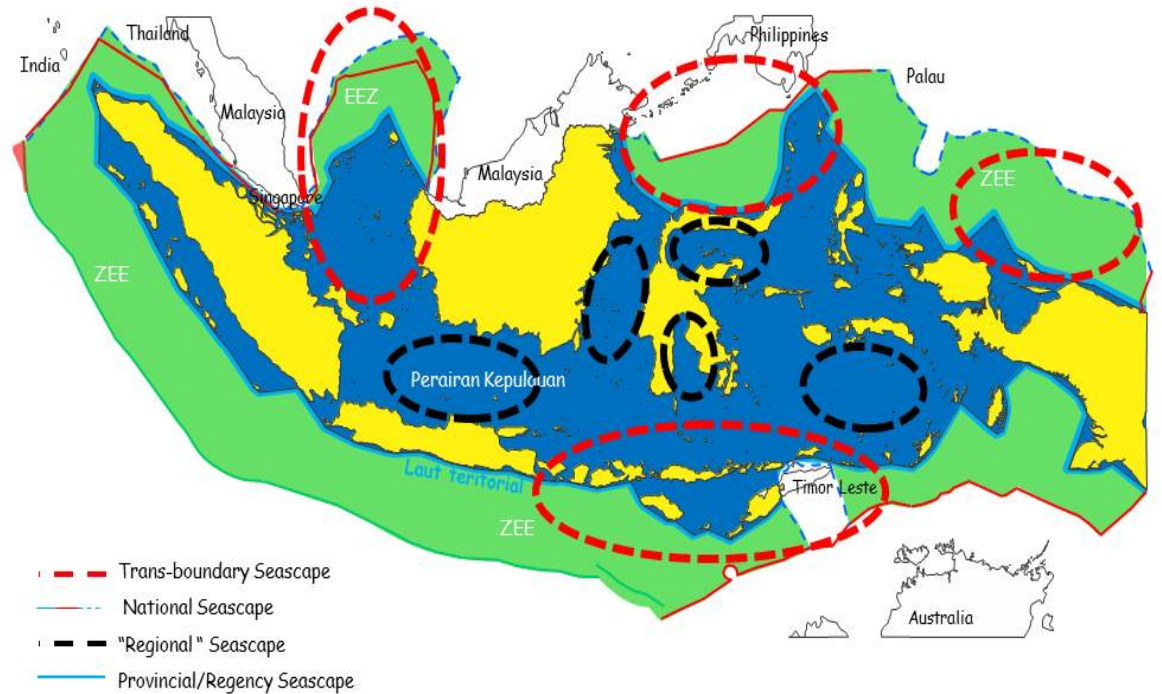 Thailand
Philippines
India
Palau
EEZ
Malaysia
Malaysia
ZEE
Singapore
ZEE
Perairan Kepulauan
Laut teritorial
Timor Leste
ZEE
Trans-boundary Seascape
National Seascape
Australia
"Regional " Seascape
Provincial/Regency Seascape